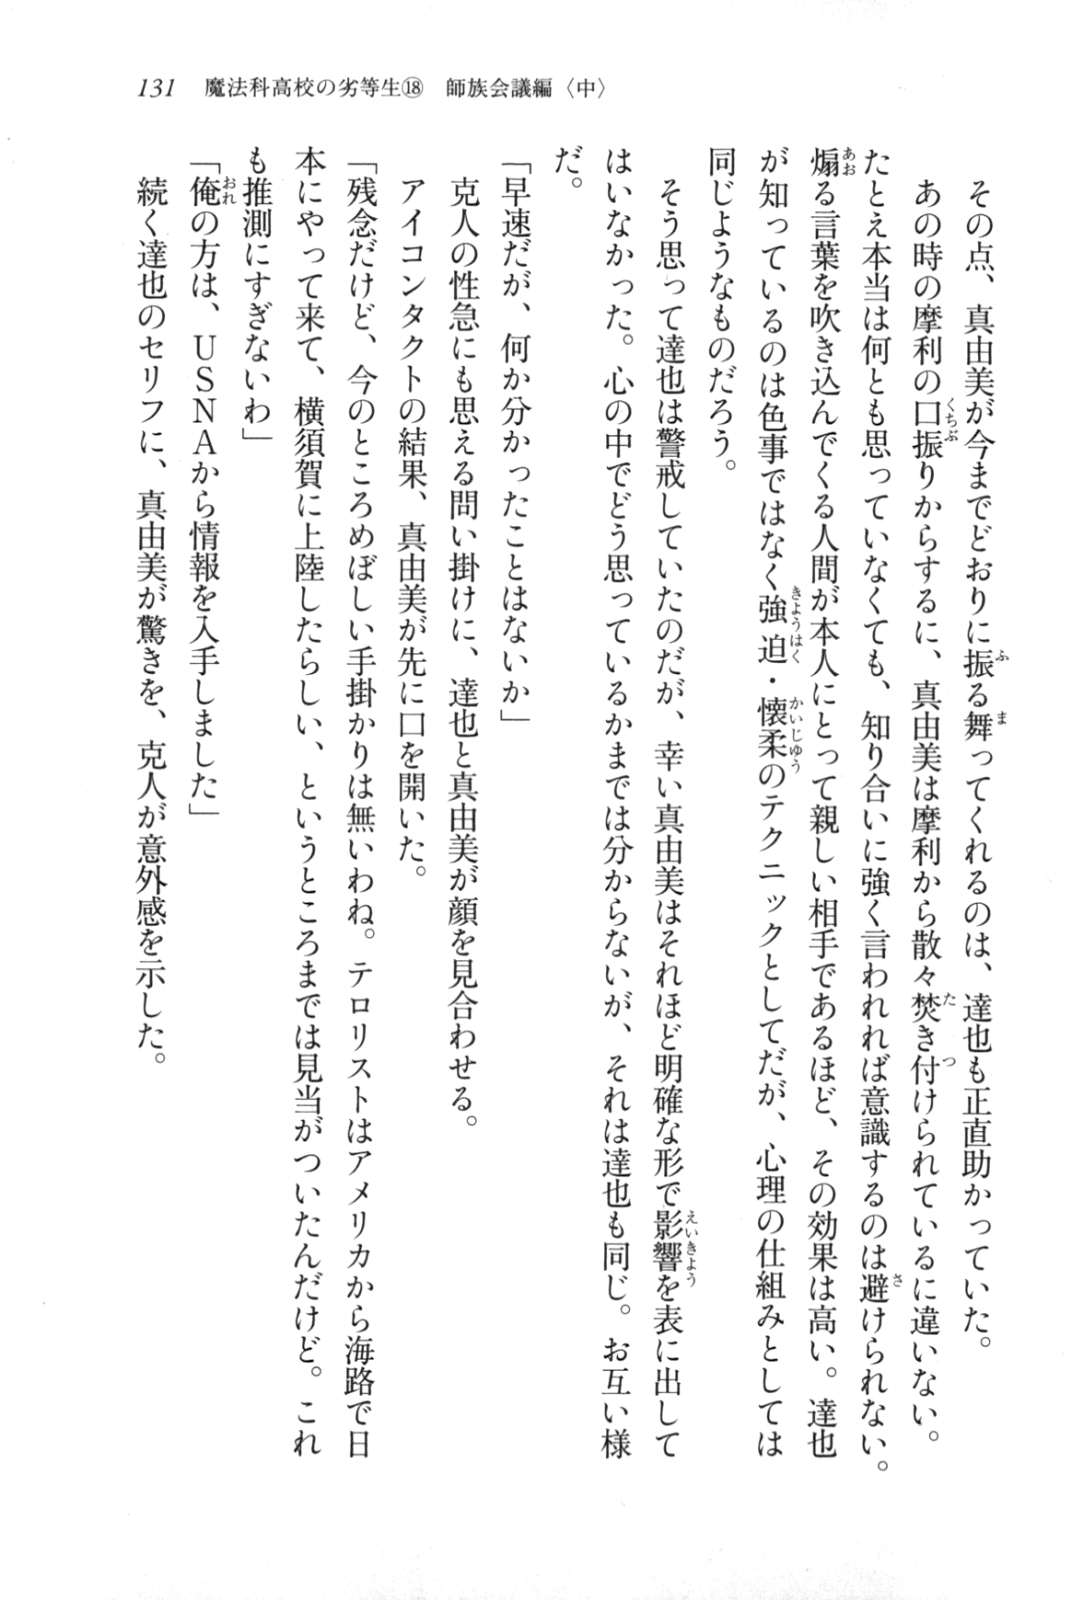 131　魔法科高校の劣等生⑱　師族会議編〈中〉
　その点、真由美が今までどおりに振る舞ってくれるのは、達也も正直助かっていた。
　あの時の摩利の口振りからするに、真由美は摩利から散々焚き付けられているに違いない。
たとえ本当は何とも思っていなくても、知り合いに強く言われれば意識するのは避けられない。
煽る言葉を吹き込んでくる人間が本人にとって親しい相手であるほど、その効果は高い。達也
が知っているのは色事ではなく強迫・懐柔のテクニックとしてだが、心理の仕組みとしては
同じようなものだろう。
　そう思って達也は警戒していたのだが、幸い真由美はそれほど明確な形で影響を表に出して
はいなかった。心の中でどう思っているかまでは分からないが、それは達也も同じ。お互い様
だ。
「早速だが、何か分かったことはないか」
　克人の性急にも思える問い掛けに、達也と真由美が顔を見合わせる。
　アイコンタクトの結果、真由美が先に口を開いた。
「残念だけど、今のところめぼしい手掛かりは無いわね。テロリストはアメリカから海路で日
本にやって来て、横須賀に上陸したらしい、というところまでは見当がついたんだけど。これ
も推測にすぎないわ」
「俺の方は、ＵＳＮＡから情報を入手しました」
　続く達也のセリフに、真由美が驚きを、克人が意外感を示した。